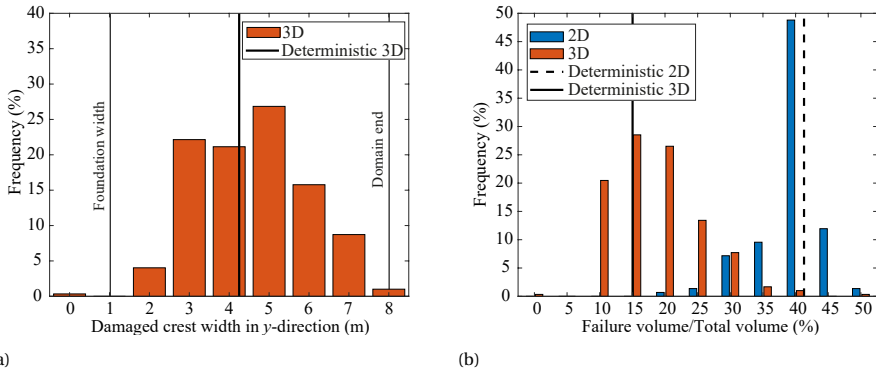 40
35
30
25
20
15
10
5
0
Frequency (%)
3D
Deterministic 3D
Foundation width
Domain end
0 1 2 3 4 5 6 7 8
Damaged crest width in y-direction (m)
a)
50
45
40
35
30
25
20
15
10
5
0
Frequency (%)
2D
3D
Deterministic 2D
Deterministic 3D
0 5 10 15 20 25 30 35 40 45 50
Failure volume/Total volume (%)
(b)